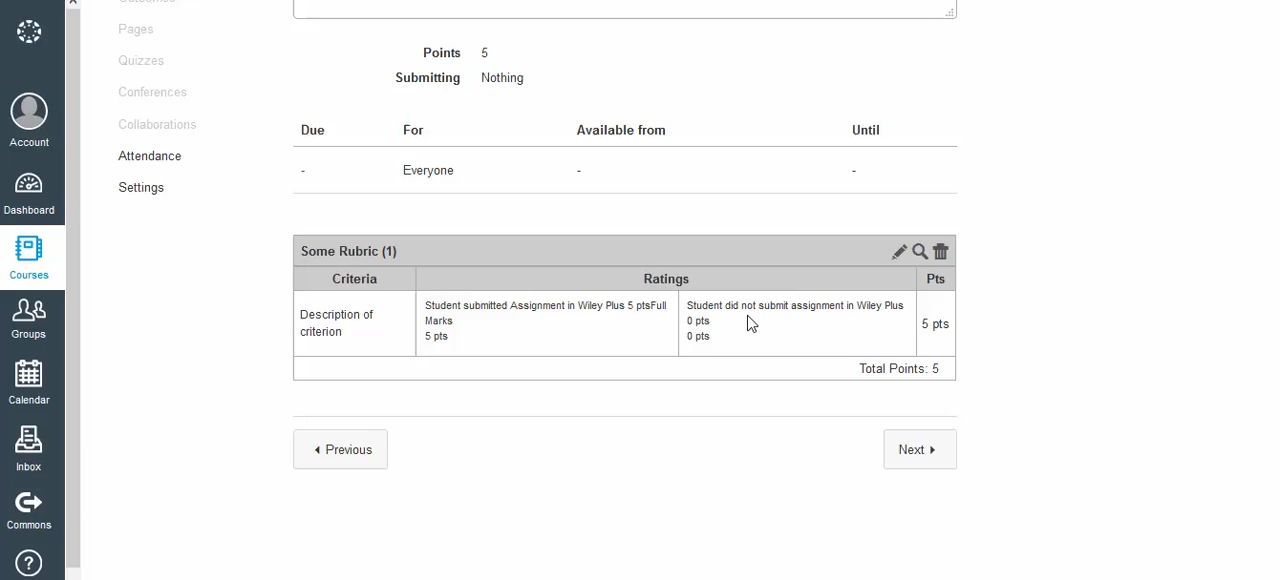 Pages
Quizzes
Conferences
Collaborations
Attendance
Settings
Account
Dashboard
Courses
Groups
Calendar
Inbox
Commons
?
Points 5
Submitting Nothing
Due For Available from Until
- Everyone - -
Some Rubric (1)
Criteria Ratings Pts
Description of
criterion
Student submitted Assignment in Wiley Plus 5 ptsFull
Marks
5 pts
Student did not submit assignment in Wiley Plus
0 pts
0 pts
5 pts
Total Points: 5
Previous
Next